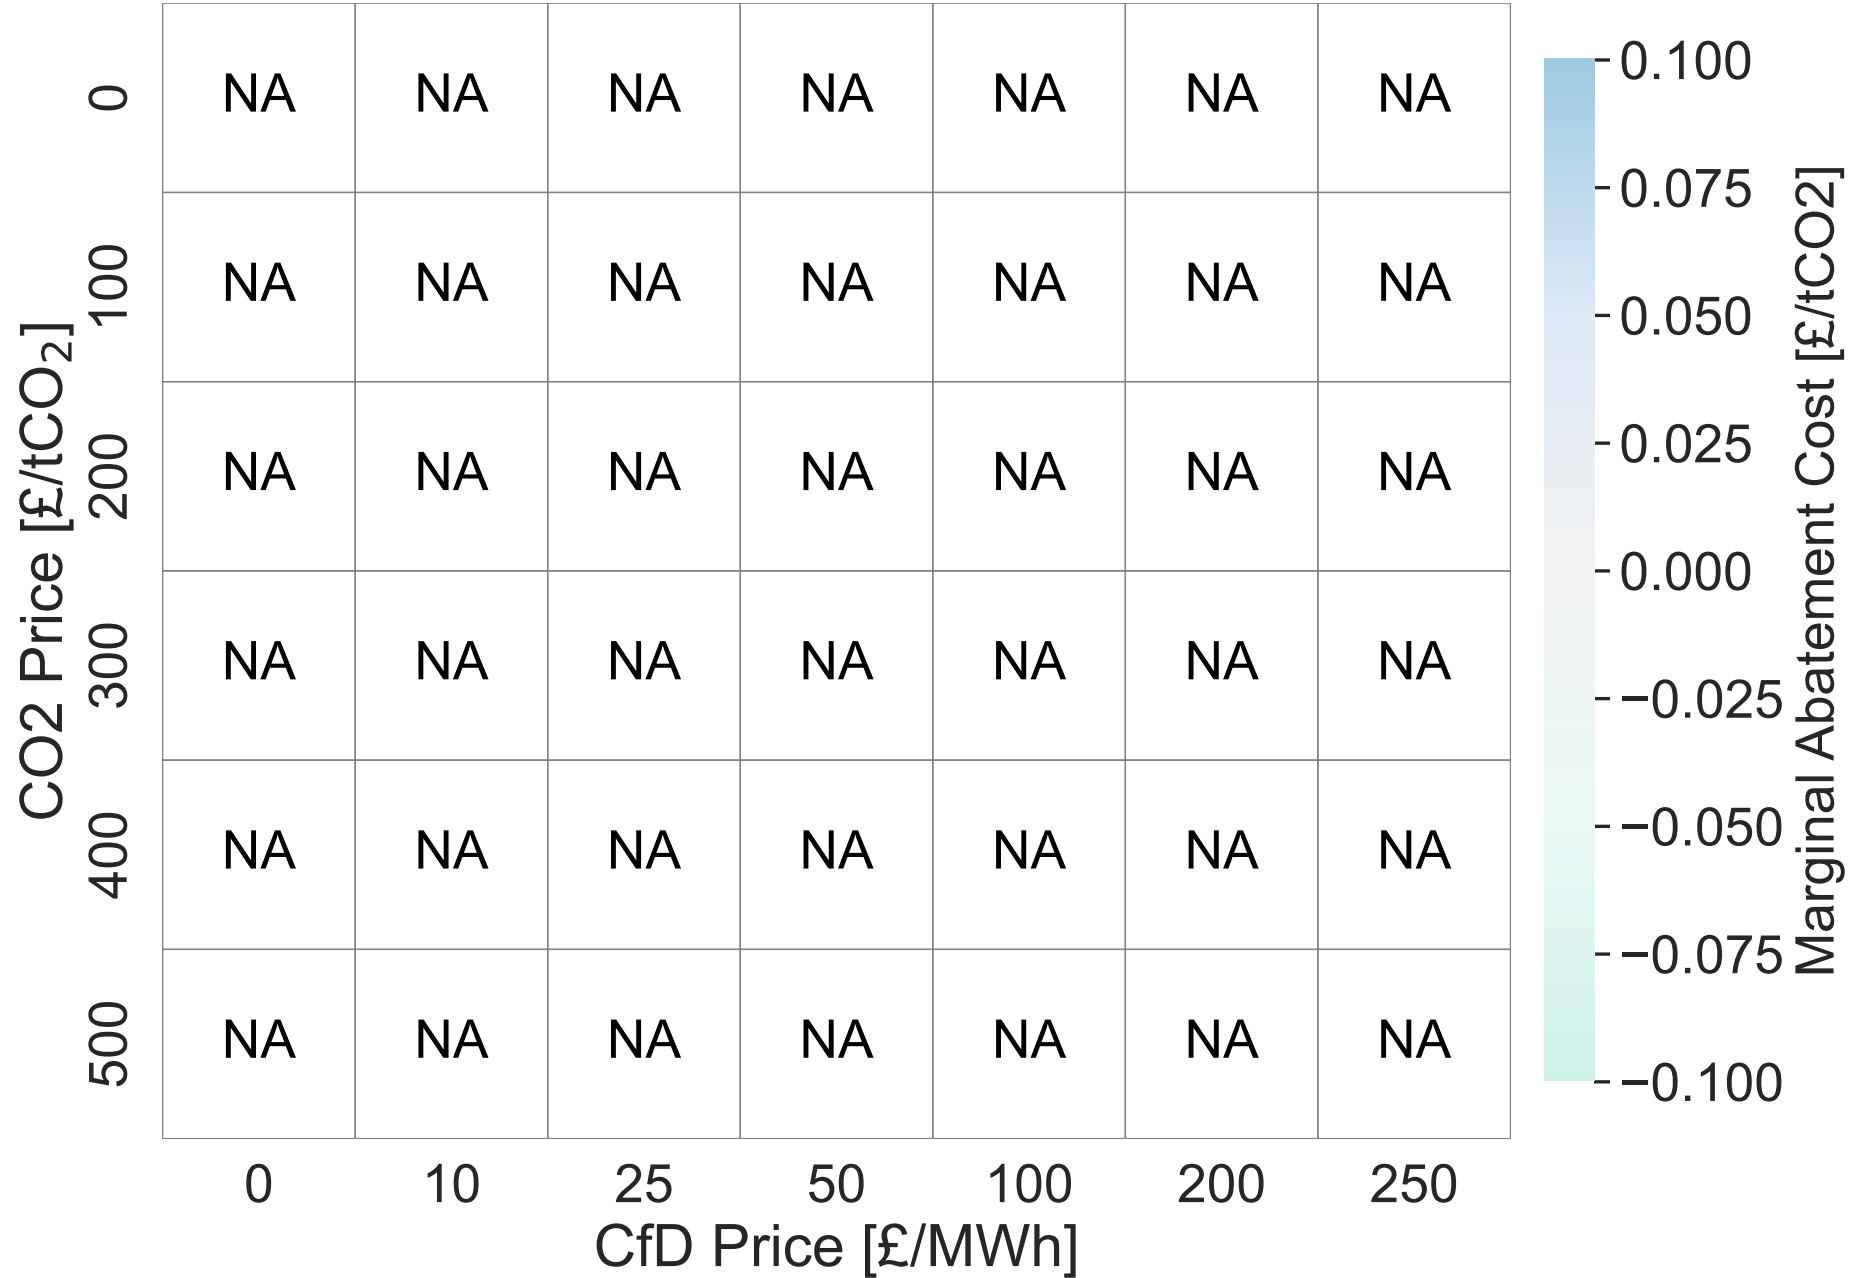 CO2 Price [£/tCO₂]
0 NA NA NA NA NA NA NA
100 NA NA NA NA NA NA NA
200 NA NA NA NA NA NA NA
300 NA NA NA NA NA NA NA
400 NA NA NA NA NA NA NA
500 NA NA NA NA NA NA NA
0 10 25 50 100 200 250
CfD Price [£/MWh]
0.100
0.075
0.050
0.025
0.000
−0.025
−0.050
−0.075
−0.100
Marginal Abatement Cost [£/tCO2]